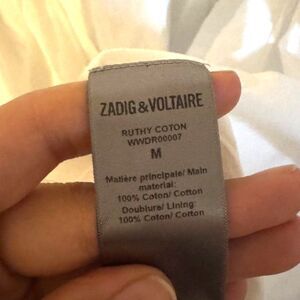 ZADIG & VOLTAIRE
RUTHY COTON
WWDR00007
M
Matière principale/ Main
material:
100% Coton/ Cotton
Doublure/ Lining:
100% Coton/ Cotton